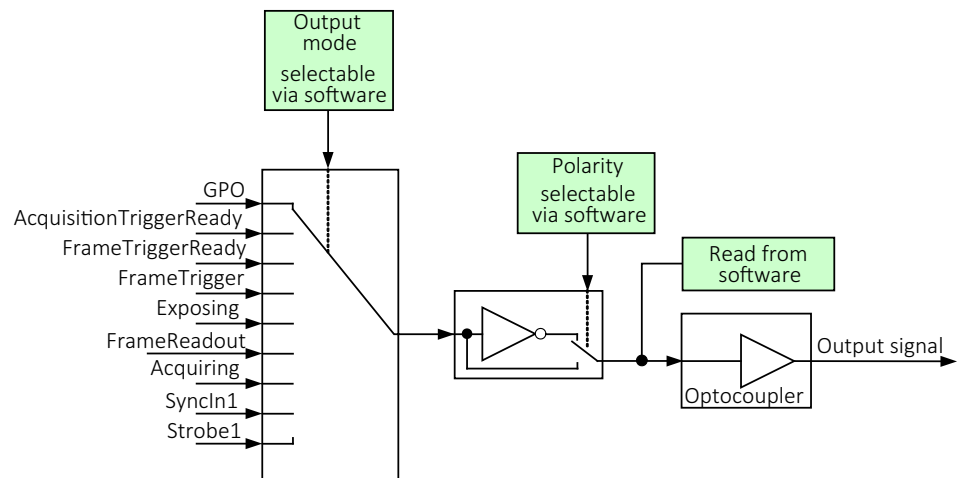 Output
mode
selectable
via software
Polarity
selectable
via software
GPO
AcquisitionTriggerReady
FrameTriggerReady
FrameTrigger
Exposing
FrameReadout
Acquiring
SyncIn1
Strobe1
Read from
software
Output signal
Optocoupler